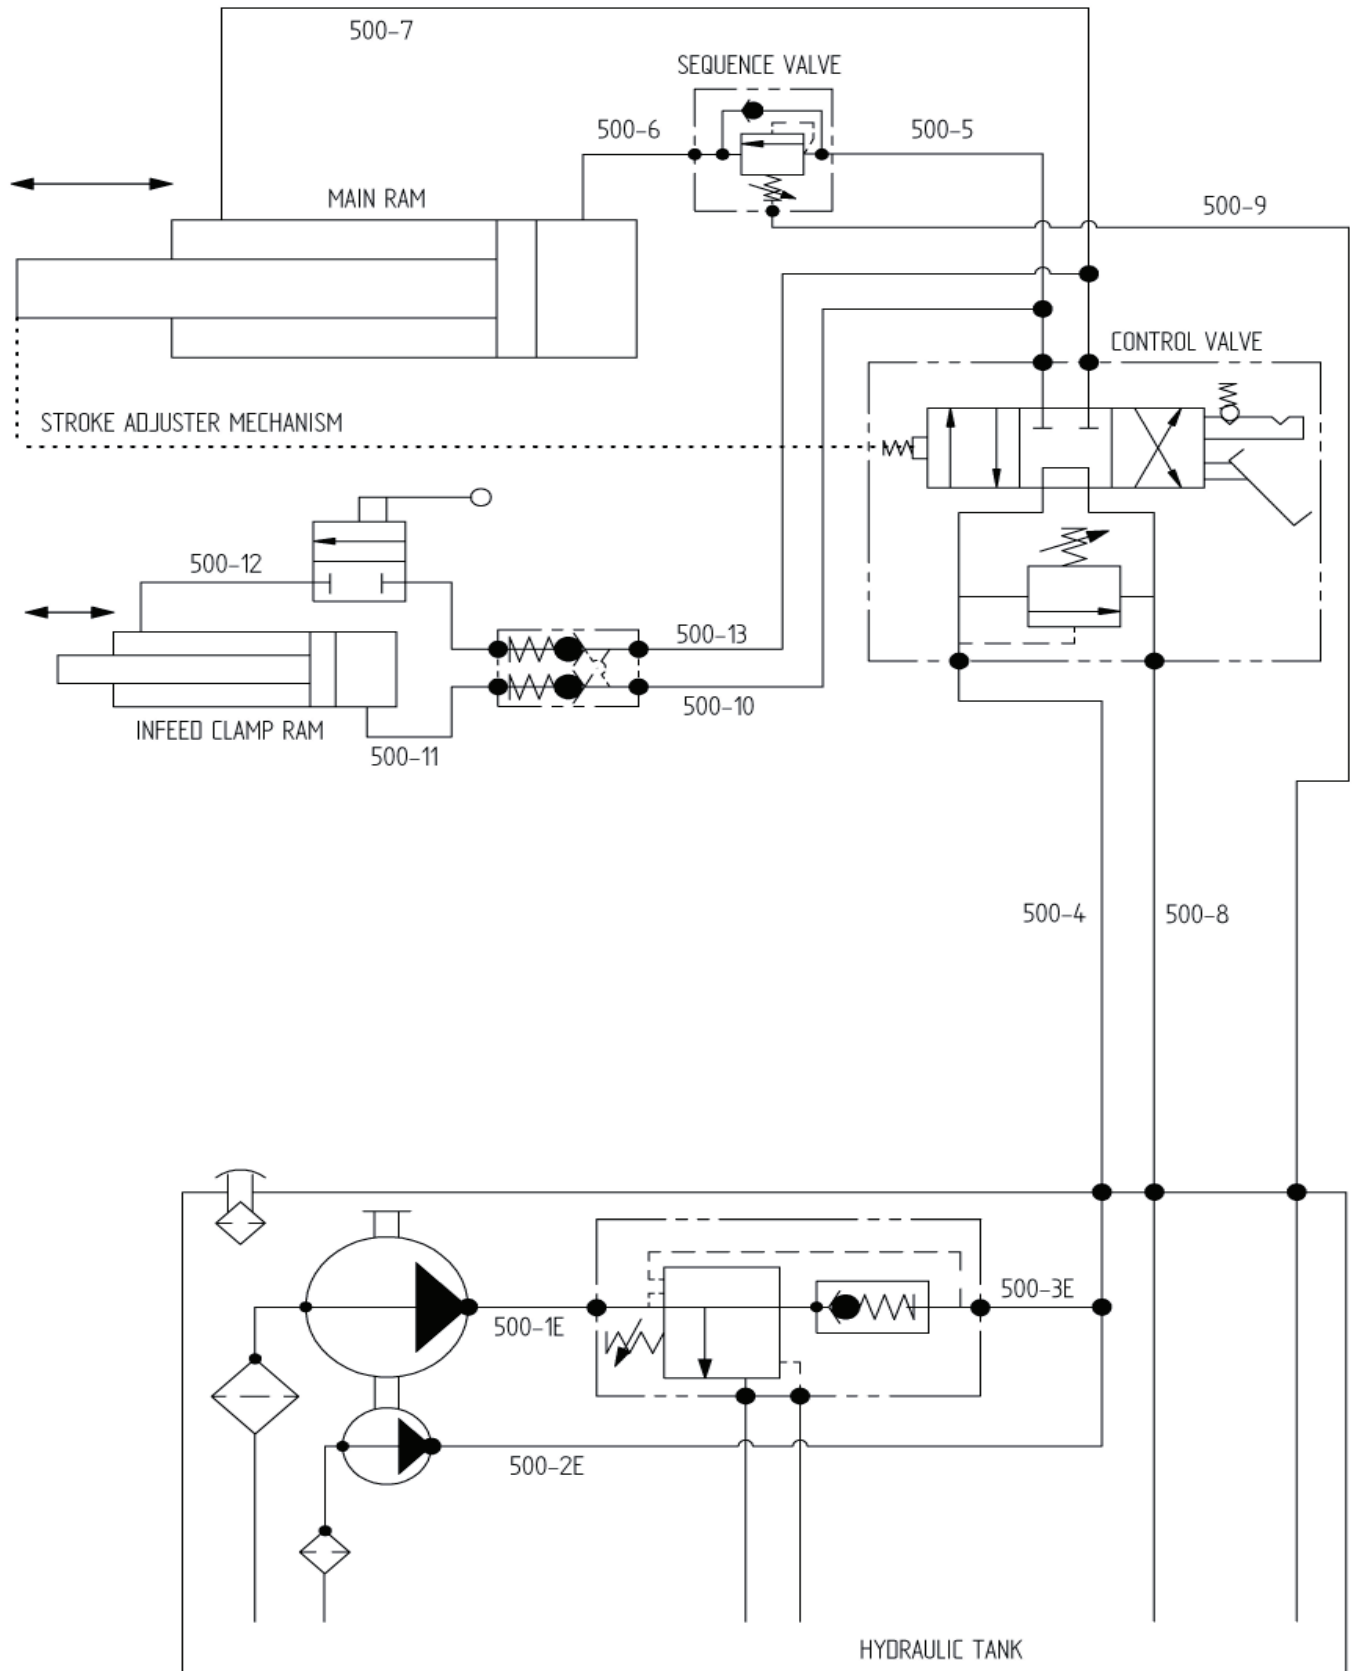 500-7
SEQUENCE VALVE
500-6
500-5
MAIN RAM
500-9
CONTROL VALVE
STROKE ADJUSTER MECHANISM
500-12
500-13
500-10
INFEED CLAMP RAM
500-11
500-4
500-8
500-3E
500-1E
500-2E
HYDRAULIC TANK